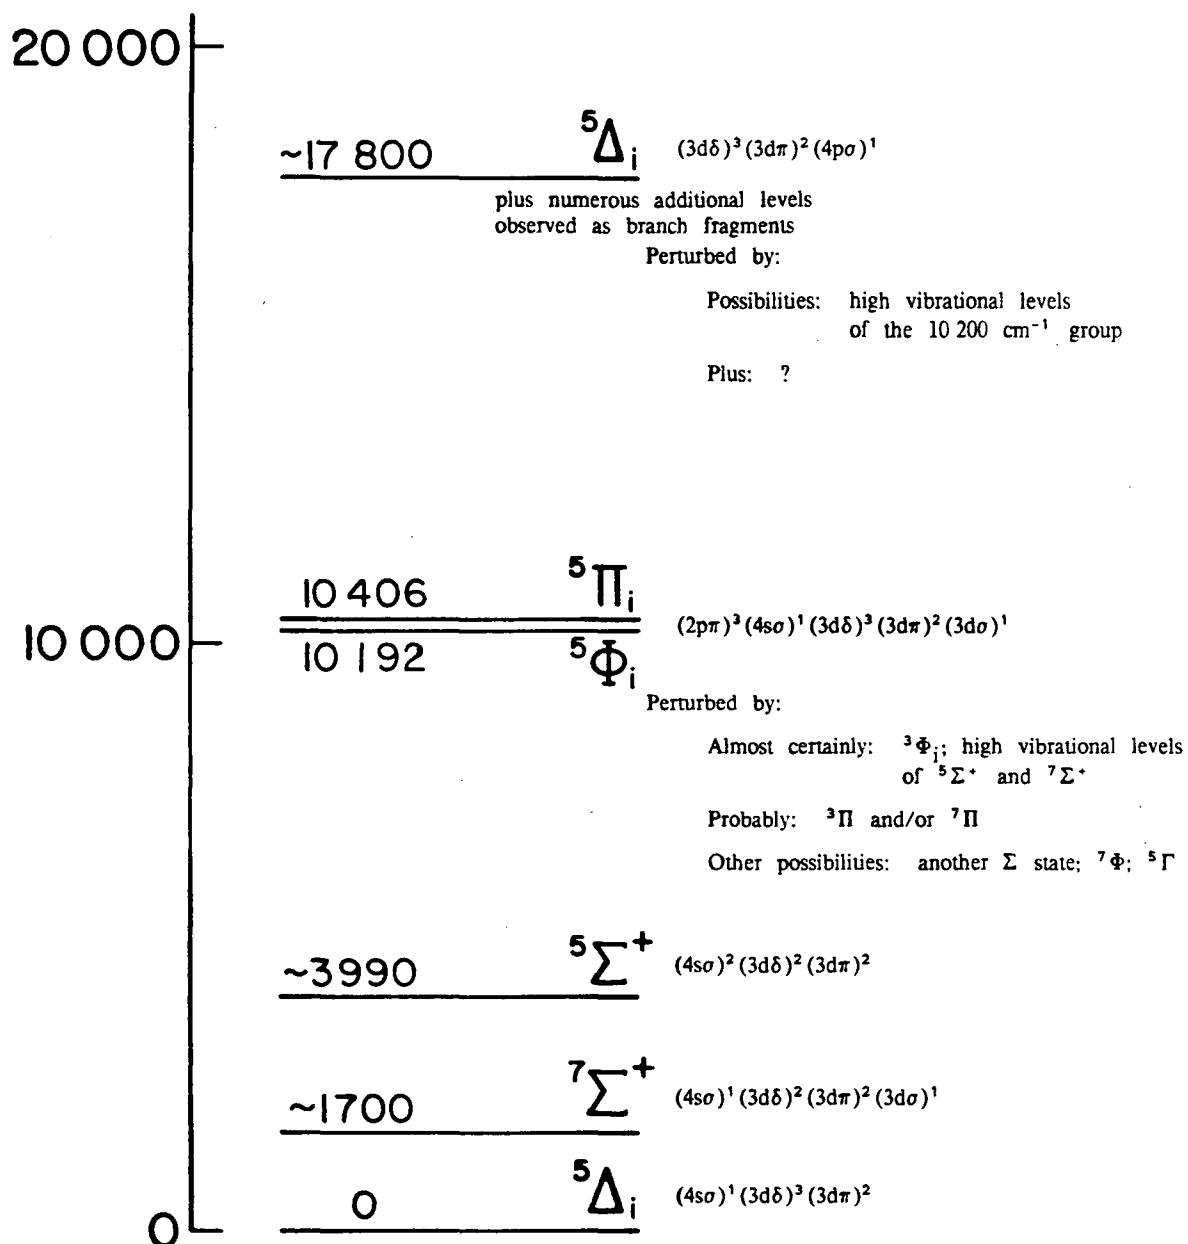 20 000
~17 800 ⁵Δᵢ (3dδ)³(3dπ)²(4pσ)¹
plus numerous additional levels
observed as branch fragments
Perturbed by:
Possibilities: high vibrational levels
of the 10 200 cm⁻¹ group
Plus: ?
10 406 ⁵Πᵢ
10 000
(2pπ)³(4sσ)¹(3dδ)³(3dπ)²(3dσ)¹
10 192 ⁵Φᵢ
Perturbed by:
Almost certainly: ³Φᵢ; high vibrational levels
of ⁵Σ⁺ and ⁷Σ⁺
Probably: ³Π and/or ⁷Π
Other possibilities: another Σ state; ⁷Φ; ⁵Γ
~3990 ⁵Σ⁺ (4sσ)²(3dδ)²(3dπ)²
~1700 ⁷Σ⁺ (4sσ)¹(3dδ)²(3dπ)²(3dσ)¹
0 ⁵Δᵢ (4sσ)¹(3dδ)³(3dπ)²
0